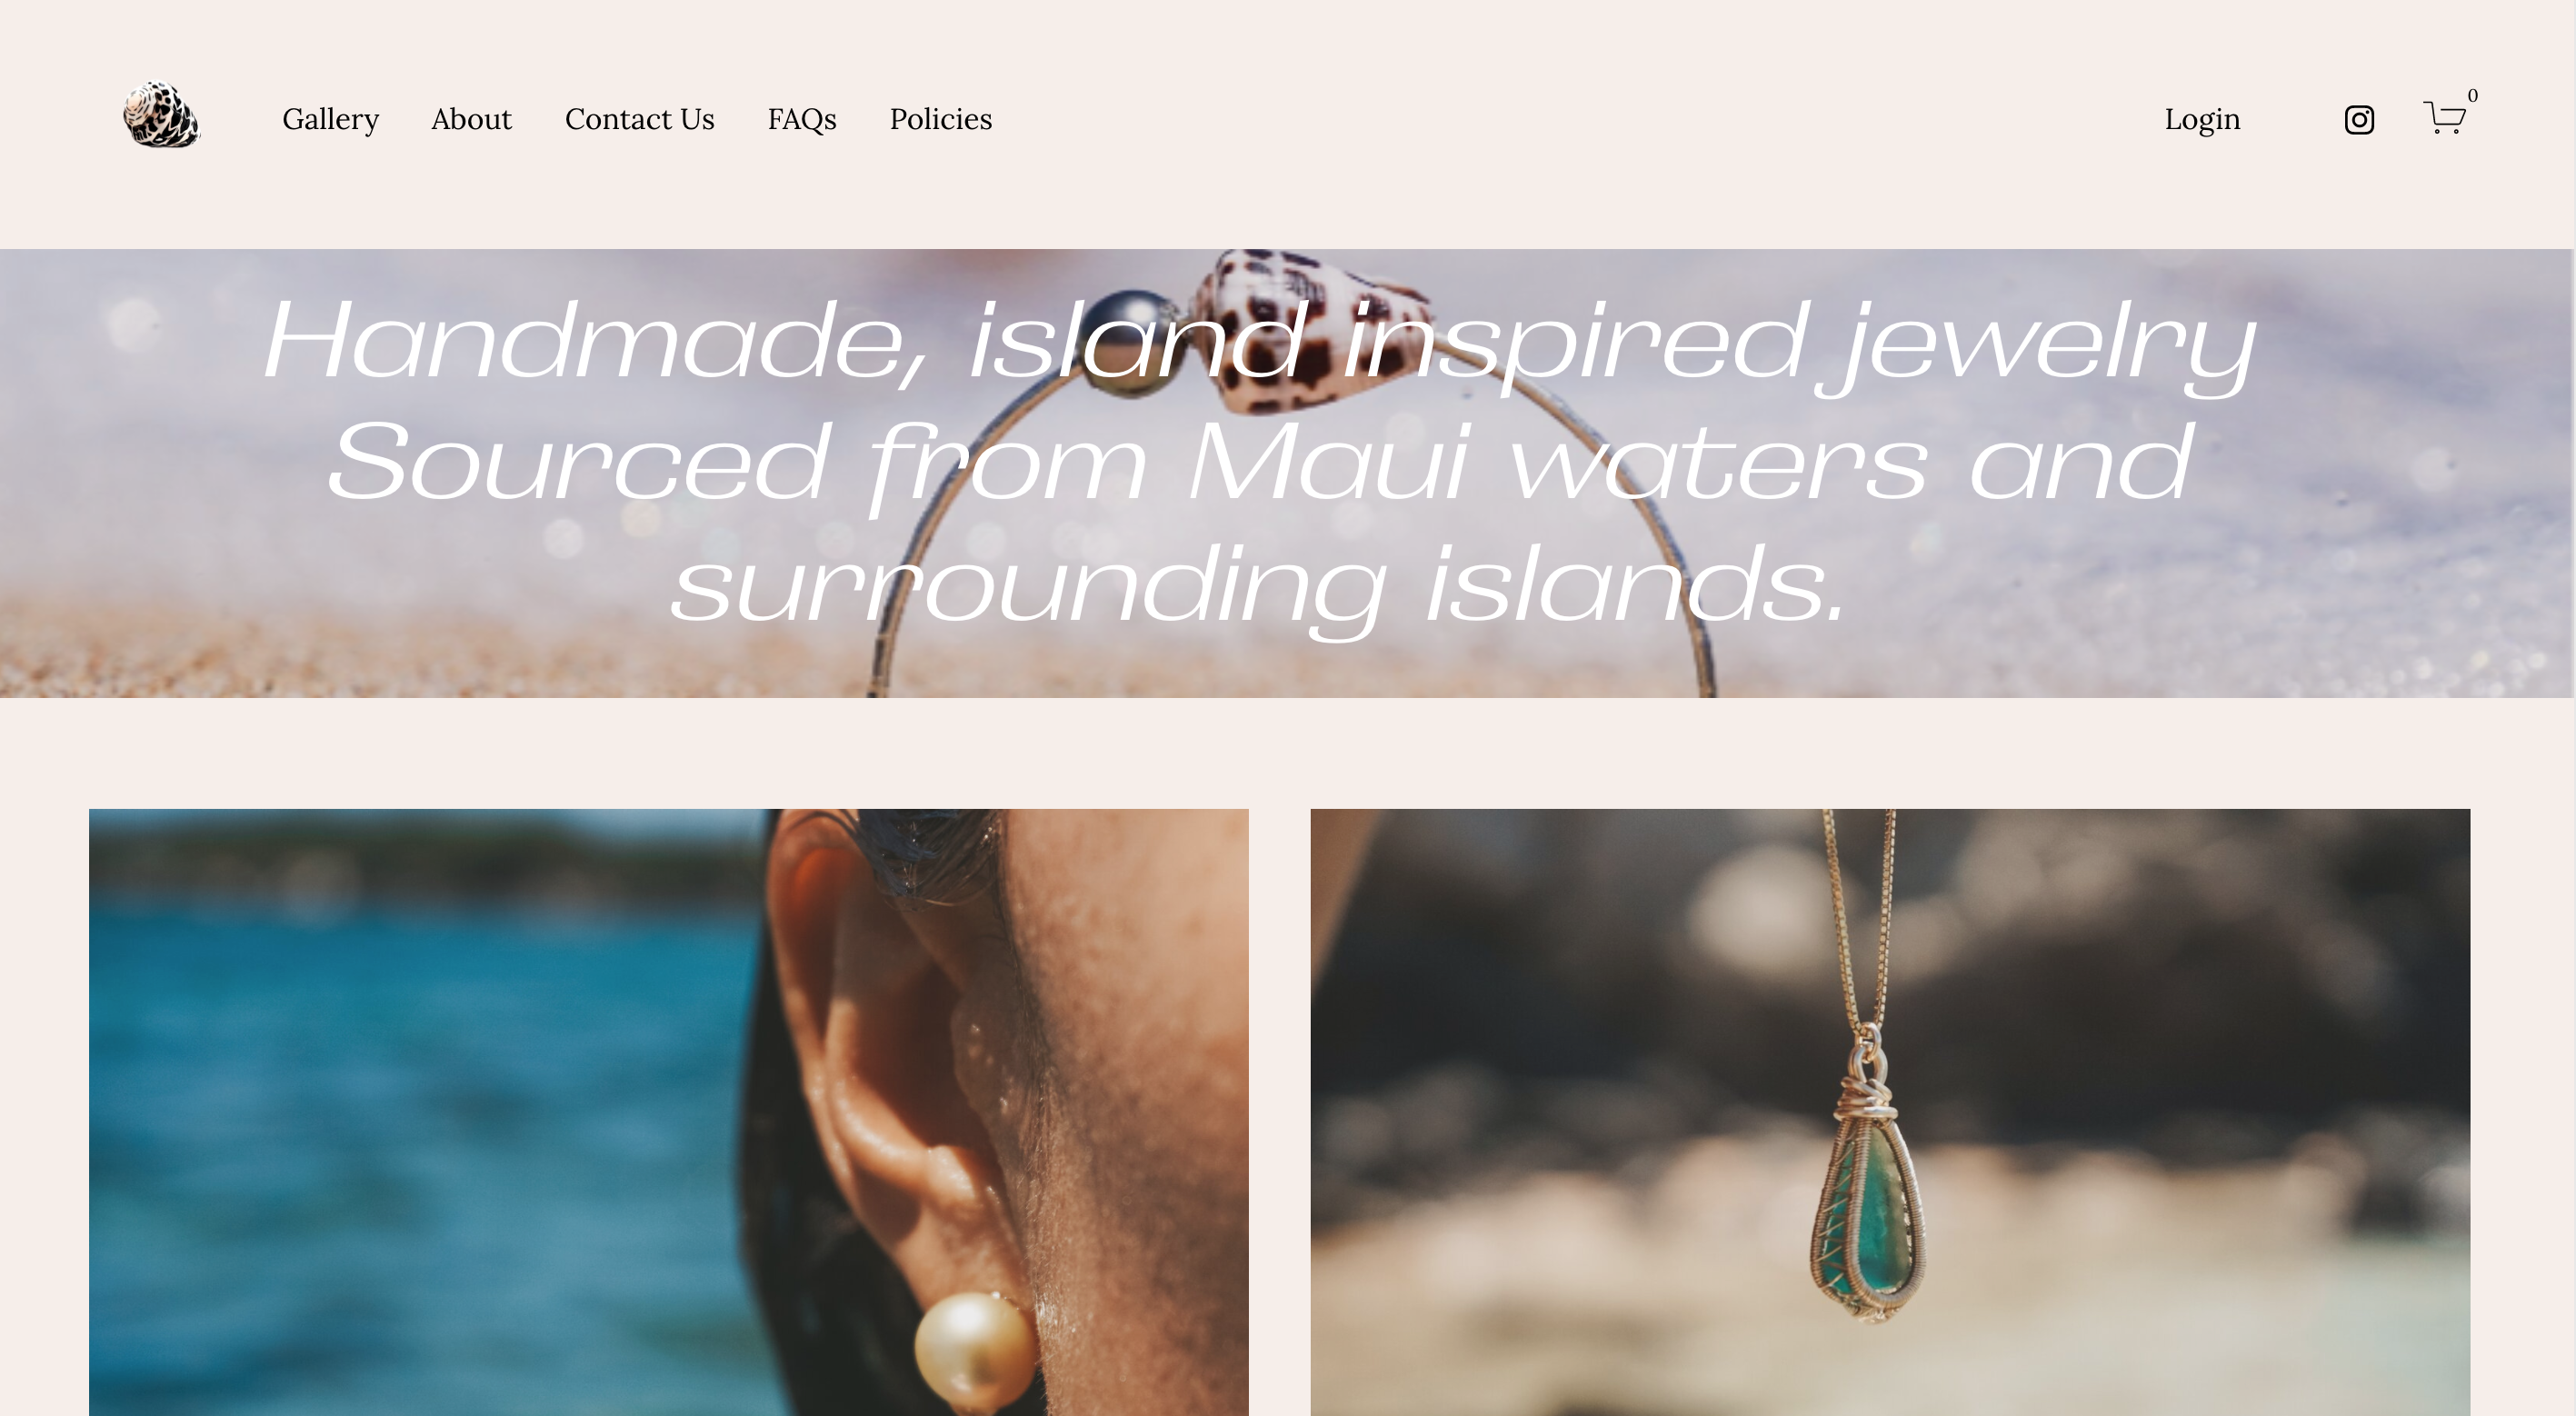 Gallery About Contact Us FAQs Policies Login 0
Handmade, island inspired jewelry
Sourced from Maui waters and
surrounding islands.